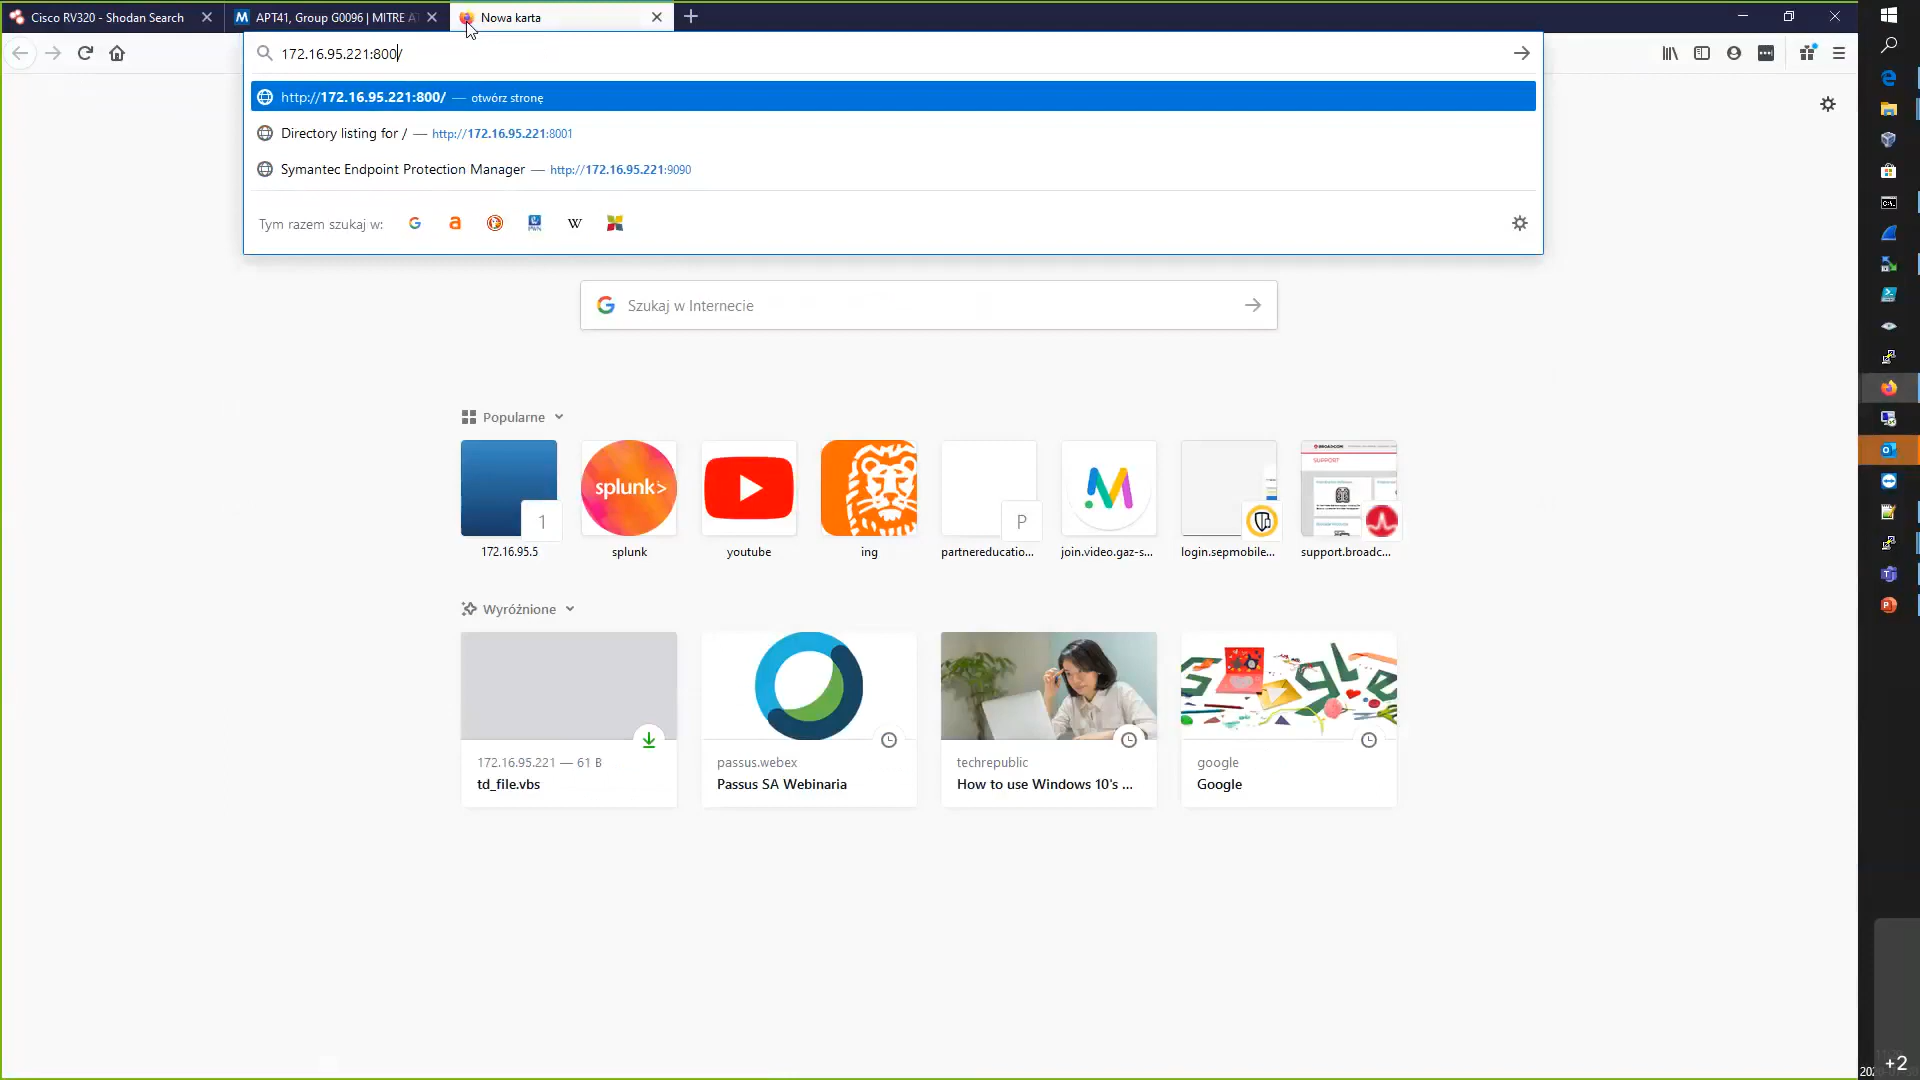 Cisco RV320 - Shodan Search
APT41, Group G0096 | MITRE AT
Nowa karta
172.16.95.221:800/
http://172.16.95.221:800/ — otwórz stronę
Directory listing for / — http://172.16.95.221:8001
Symantec Endpoint Protection Manager — http://172.16.95.221:9090
Tym razem szukaj w:
Szukaj w Internecie
Popularne
splunk>
1
P
BROADCOM
SUPPORT
172.16.95.5
splunk
youtube
ing
partnereducatio...
join.video.gaz-s...
login.sepmobile...
support.broadc...
Wyróżnione
172.16.95.221 — 61 B
td_file.vbs
passus.webex
Passus SA Webinaria
techrepublic
How to use Windows 10's ...
google
Google
+2